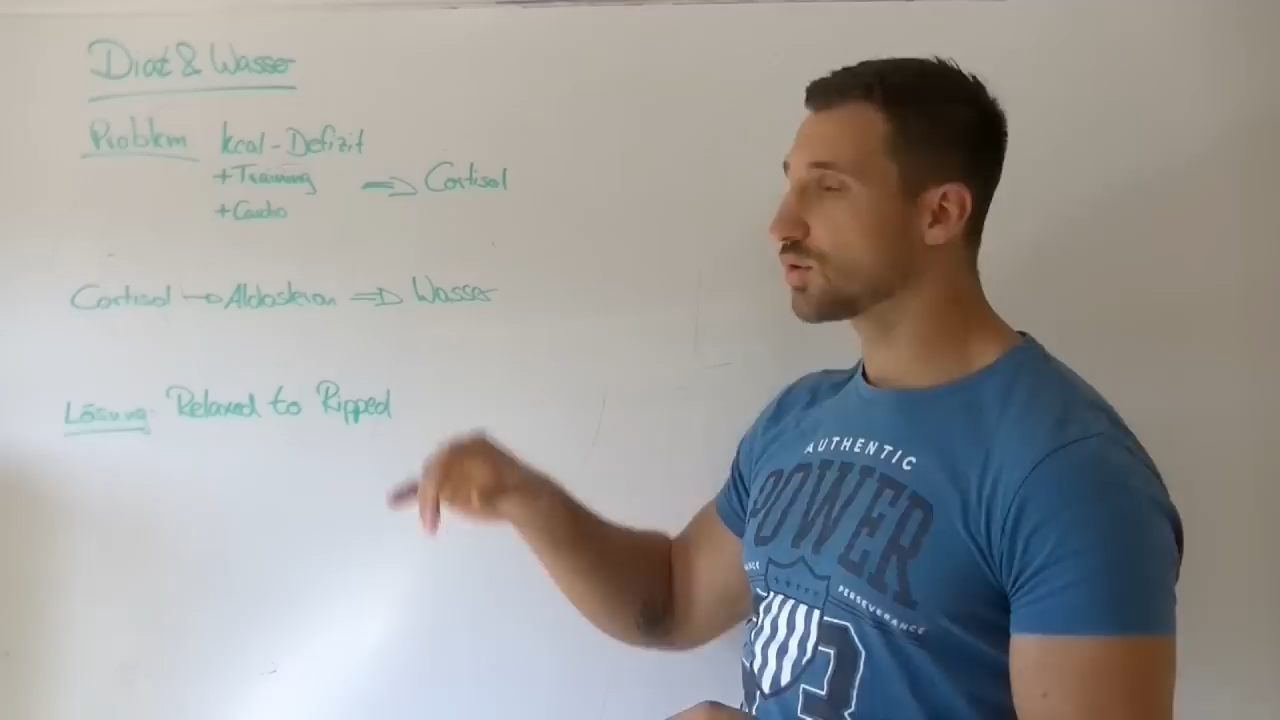 Diät & Wasser
Problem kcal-Defizit
+Training => Cortisol
+Cardio
Cortisol → Aldosteron => Wasser
Lösung: Relaxed to Ripped
AUTHENTIC
POWER
PERSEVERANCE